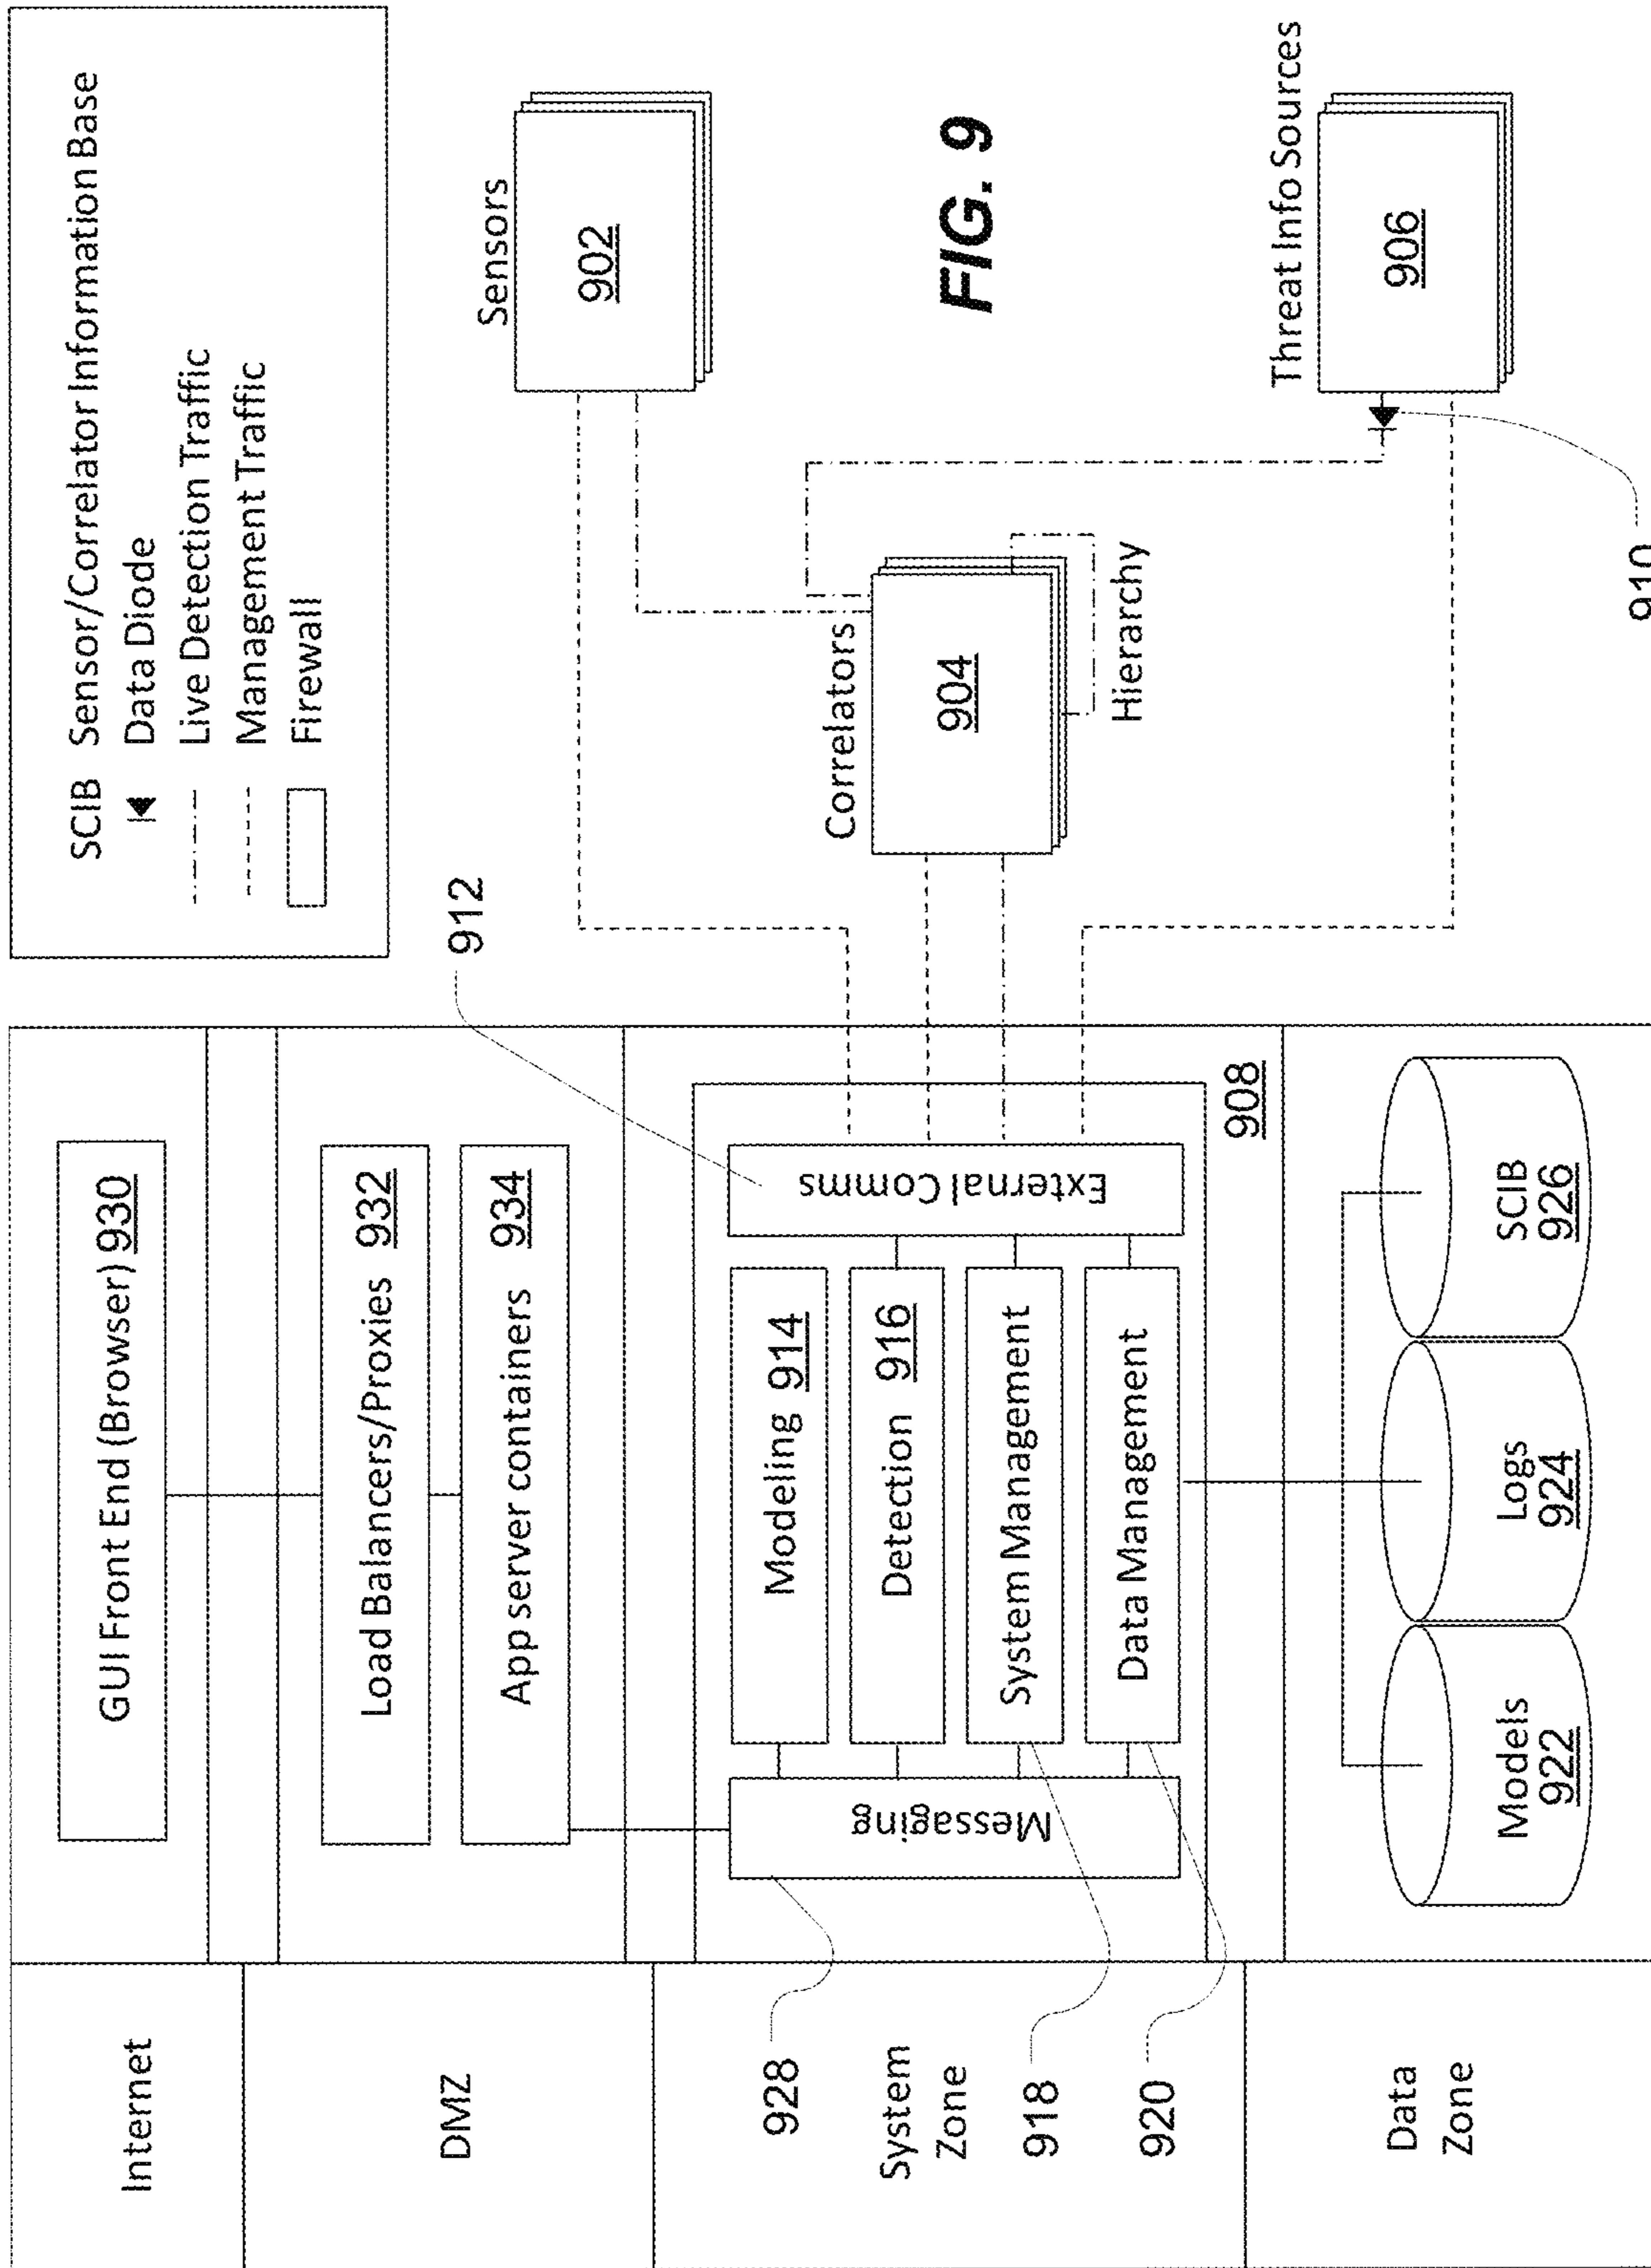 Internet
GUI Front End (Browser) 930
SCIB Sensor/Correlator Information Base
Data Diode
Live Detection Traffic
Management Traffic
Firewall
DMZ
Load Balancers/Proxies 932
App server containers 934
912
Sensors
902
928
System
Zone
918
920
Messaging
Modeling 914
Detection 916
System Management
Data Management
External Comms
908
Correlators
904
Hierarchy
FIG. 9
Threat Info Sources
906
910
Data
Zone
Models
922
Logs
924
SCIB
926